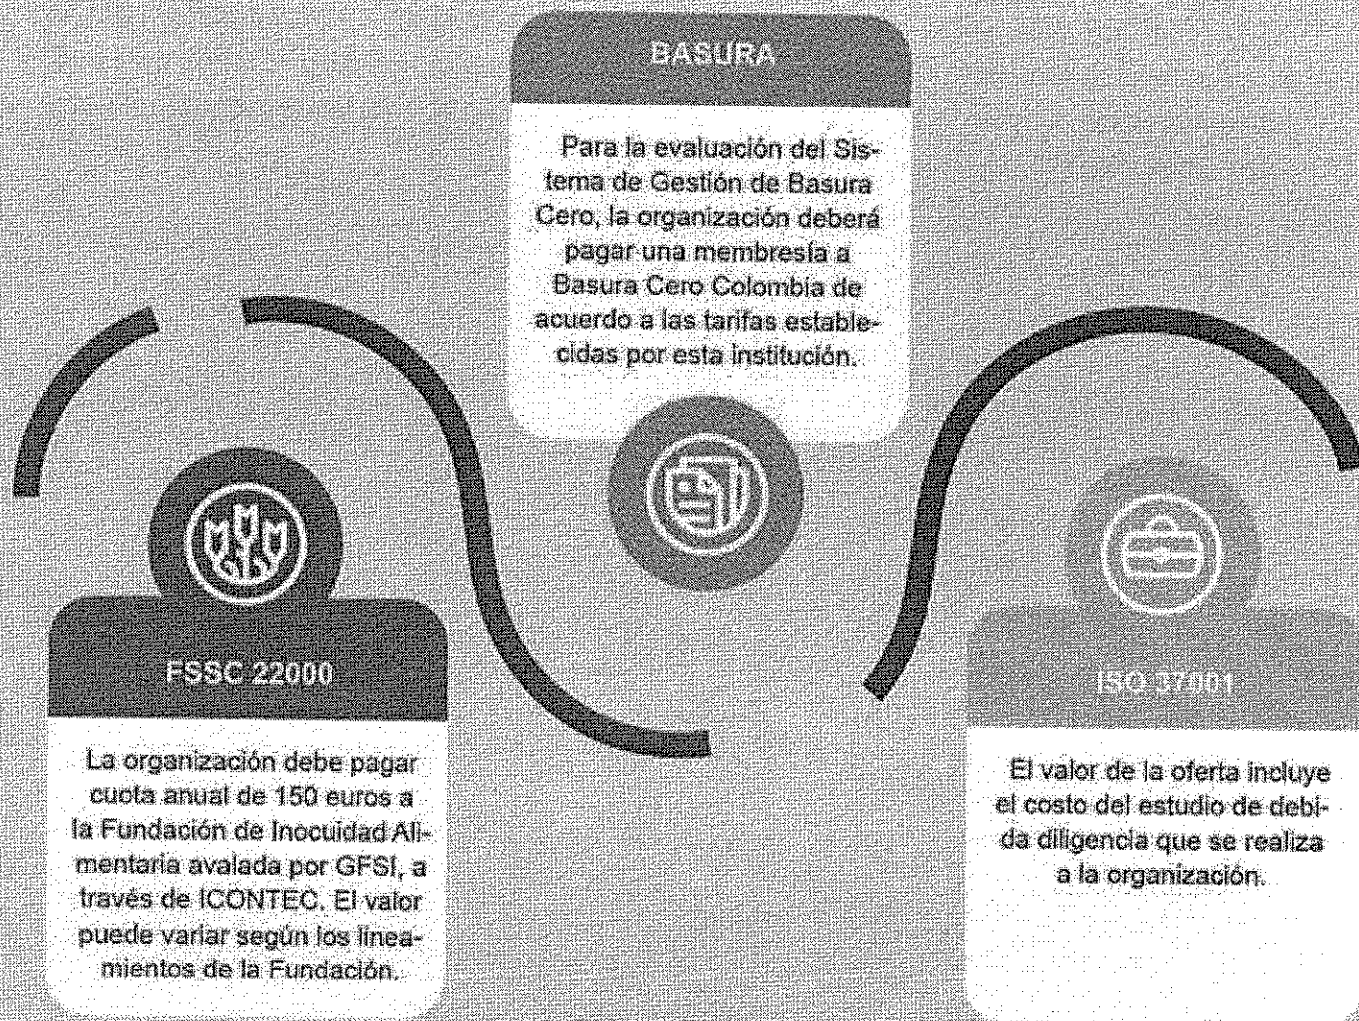 BASURA
Para la evaluación del Sis-
tema de Gestión de Basura
Cero, la organización deberá
pagar una membresía a
Basura Cero Colombia de
acuerdo a las tarifas estable-
cidas por esta institución.
FSSC 22000
La organización debe pagar
cuota anual de 150 euros a
la Fundación de Inocuidad Ali-
mentaria avalada por GFSI, a
través de ICONTEC. El valor
puede variar según los linea-
mientos de la Fundación.
ISO 37001
El valor de la oferta incluye
el costo del estudio de debi-
da diligencia que se realiza
a la organización.